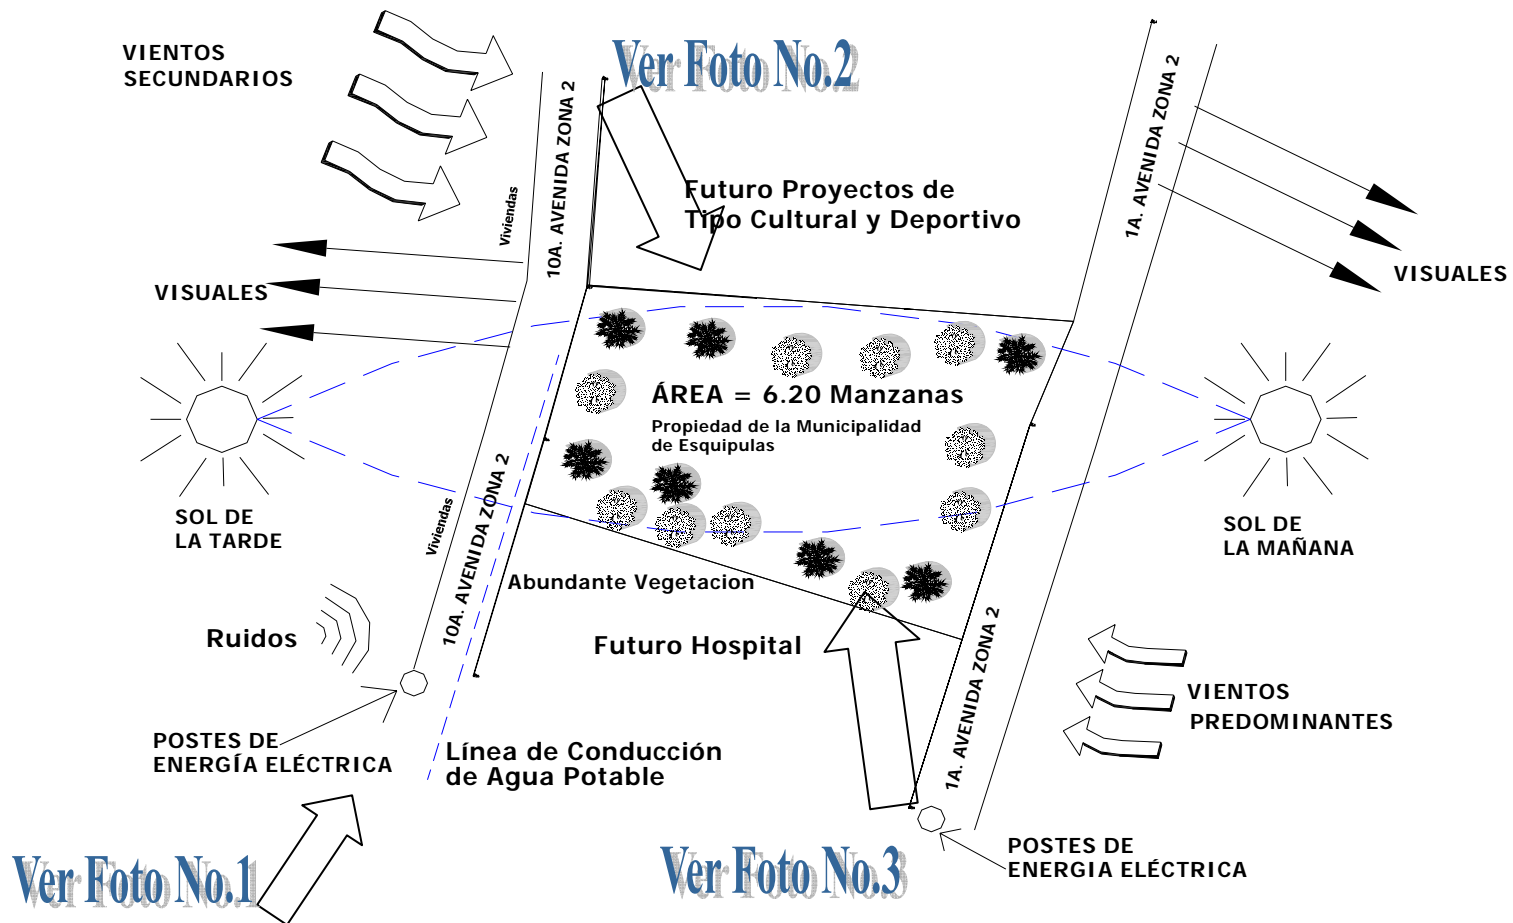 VIENTOS
SECUNDARIOS
Ver Foto No.2
10A. AVENIDA ZONA 2
1A. AVENIDA ZONA 2
Viviendas
Futuro Proyectos de
Tipo Cultural y Deportivo
VISUALES
VISUALES
ÁREA = 6.20 Manzanas
Propiedad de la Municipalidad
de Esquipulas
SOL DE
LA TARDE
SOL DE
LA MAÑANA
Viviendas
10A. AVENIDA ZONA 2
Abundante Vegetacion
Ruidos
Futuro Hospital
1A. AVENIDA ZONA 2
VIENTOS
PREDOMINANTES
POSTES DE
ENERGÍA ELÉCTRICA
Línea de Conducción
de Agua Potable
Ver Foto No.1
Ver Foto No.3
POSTES DE
ENERGIA ELÉCTRICA